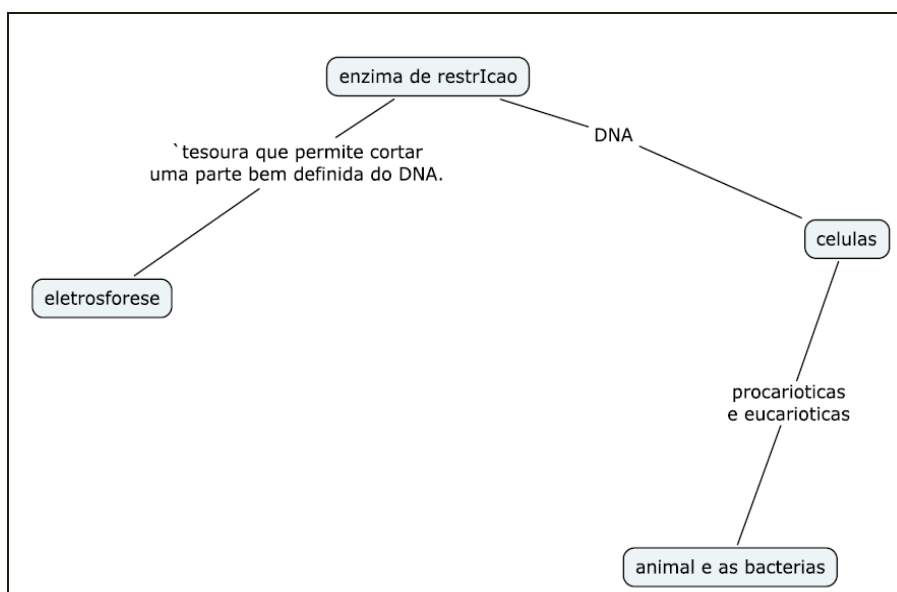 enzima de restrIcao
`tesoura que permite cortar
uma parte bem definida do DNA.
DNA
celulas
eletrosforese
procarioticas
e eucarioticas
animal e as bacterias